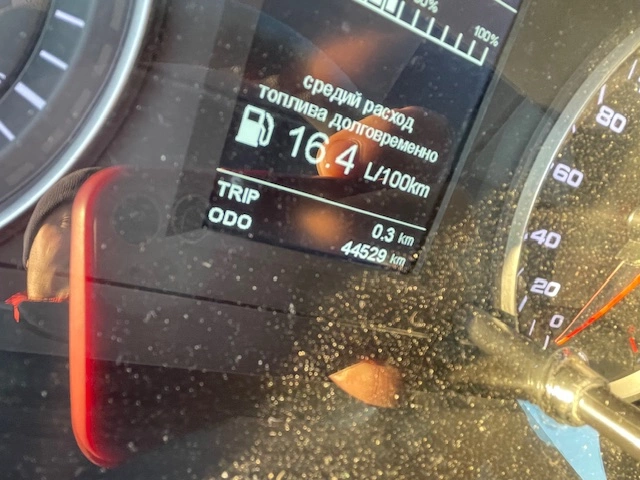 100%
средий расход
топлива долговременно
16.4 L/100km
TRIP 0.3 km
ODO 44529 km
80
60
40
20
0